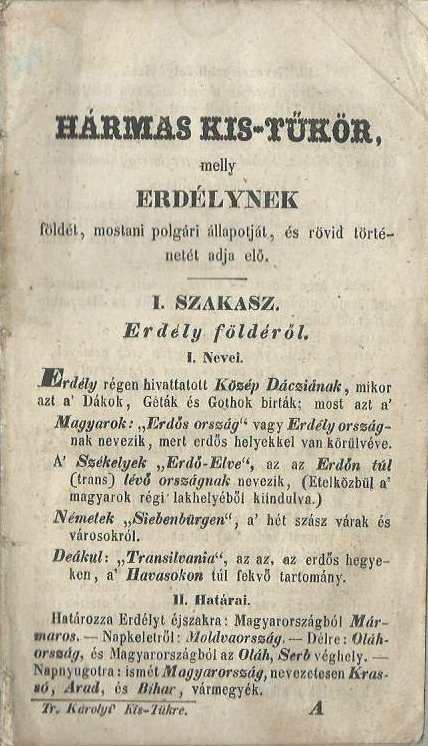 HÁRMAS KIS-TÜKÖR,
melly
ERDÉLYNEK
földét, mostani polgári állapotját, és rövid törté-
netét adja elő.
I. SZAKASZ.
Erdély földéről.
I. Nevei.
Erdély régen hivattatott Közép Dácziának, mikor
azt a' Dákok, Géták és Gothok birták: most azt a'
Magyarok: „Erdős ország“ vagy Erdély ország-
nak nevezik, mert erdős helyekkel van körülvéve.
A' Székelyek „Erdő-Elve“, az az Erdőn túl
(trans) lévő országnak nevezik, (Etelközbül a'
magyarok régi lakhelyéből kiindulva.)
Németek „Siebenbürgen“, a' hét szász várak és
városokról.
Deákul: „Transilvania“, az az, az erdős hegye-
ken, a' Havasokon túl fekvő tartomány.
II. Határai.
Határozza Erdélyt éjszakra: Magyarországból Már-
maros. — Napkeletről: Moldvaország. — Délre: Oláh-
ország, és Magyarországból az Oláh, Serb véghely. —
Napnyugotra: ismét Magyarország, nevezetesen Kras-
só, Arad, és Bihar, vármegyék.
Tr. Károlyi' Kis-Tükre. A